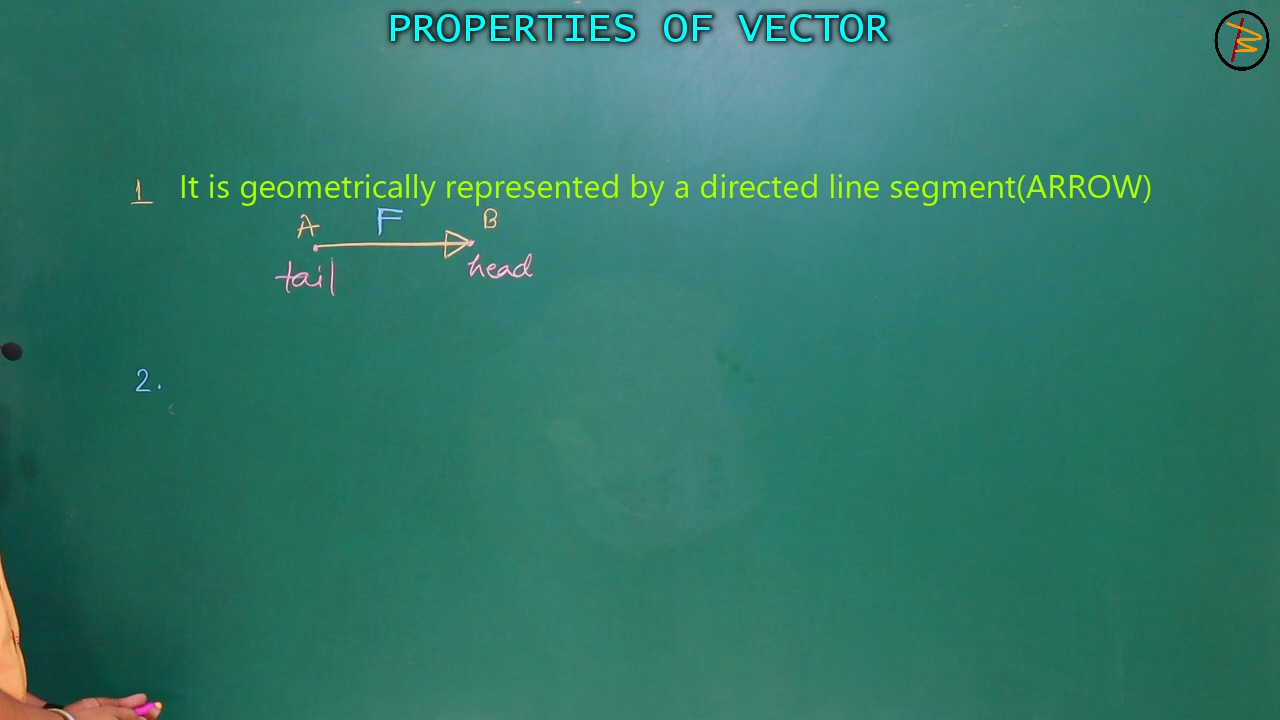 PROPERTIES OF VECTOR
1 It is geometrically represented by a directed line segment(ARROW)
A F B
tail head
2.